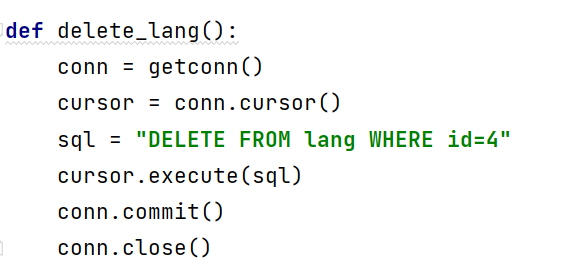 def delete_lang():
    conn = getconn()
    cursor = conn.cursor()
    sql = "DELETE FROM lang WHERE id=4"
    cursor.execute(sql)
    conn.commit()
    conn.close()